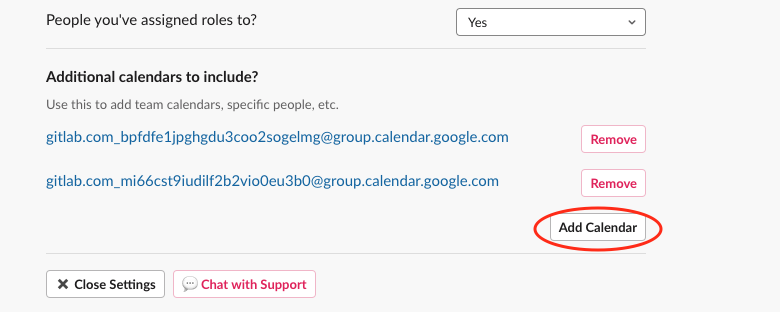 People you've assigned roles to?
Yes
Additional calendars to include?
Use this to add team calendars, specific people, etc.
gitlab.com_bpfdfe1jpghgdu3coo2sogelmg@group.calendar.google.com
Remove
gitlab.com_mi66cst9iudilf2b2vio0eu3b0@group.calendar.google.com
Remove
Add Calendar
Close Settings
Chat with Support